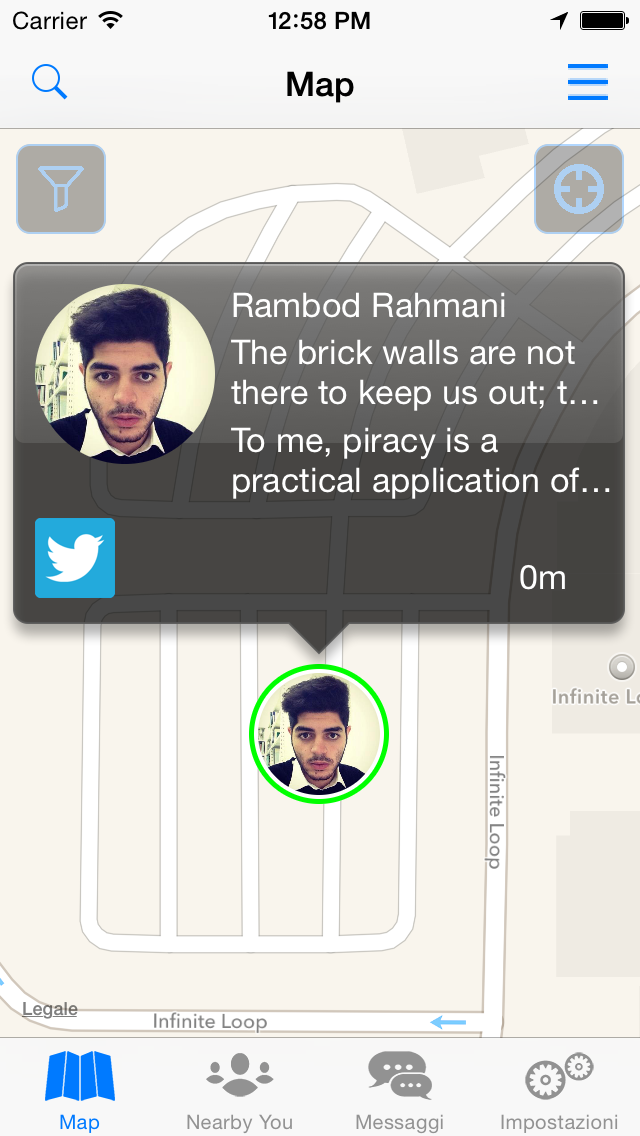 Carrier 12:58 PM
Map
Rambod Rahmani
The brick walls are not
there to keep us out; t...
To me, piracy is a
practical application of...
0m
Infinite Lo
Infinite Loop
Legale
Infinite Loop
Map Nearby You Messaggi Impostazioni